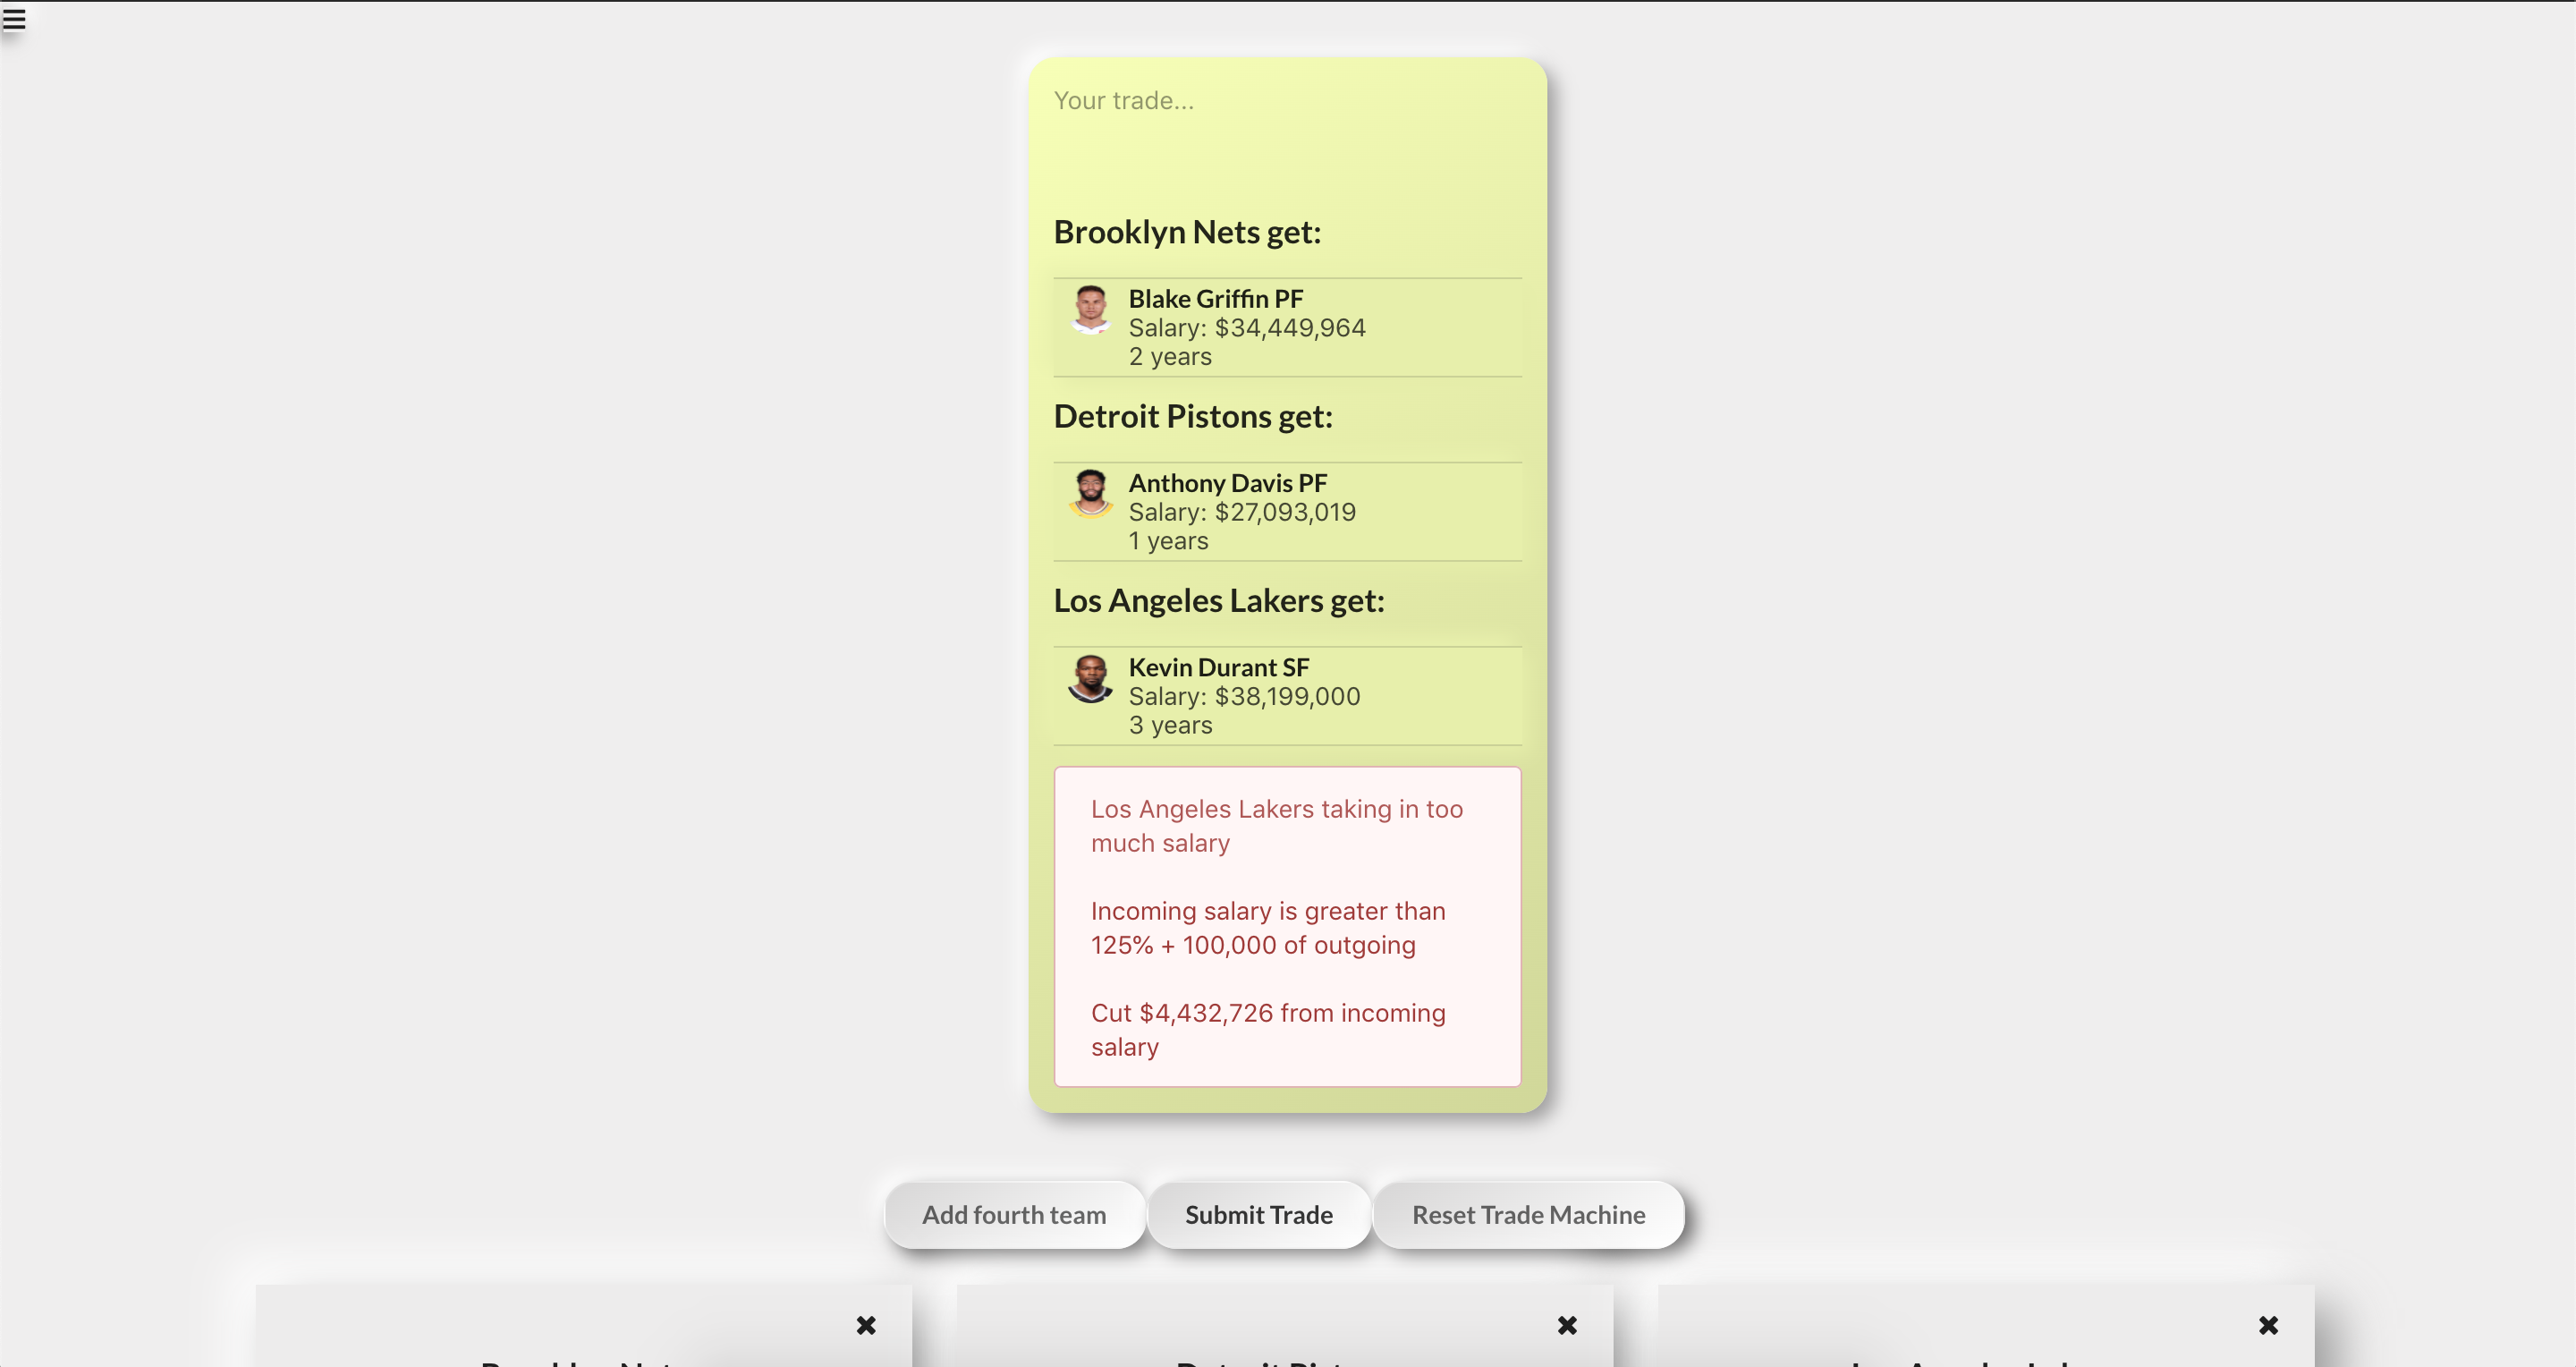 Your trade...
Brooklyn Nets get:
Blake Griffin PF
Salary: $34,449,964
2 years
Detroit Pistons get:
Anthony Davis PF
Salary: $27,093,019
1 years
Los Angeles Lakers get:
Kevin Durant SF
Salary: $38,199,000
3 years
Los Angeles Lakers taking in too
much salary
Incoming salary is greater than
125% + 100,000 of outgoing
Cut $4,432,726 from incoming
salary
Add fourth team
Submit Trade
Reset Trade Machine